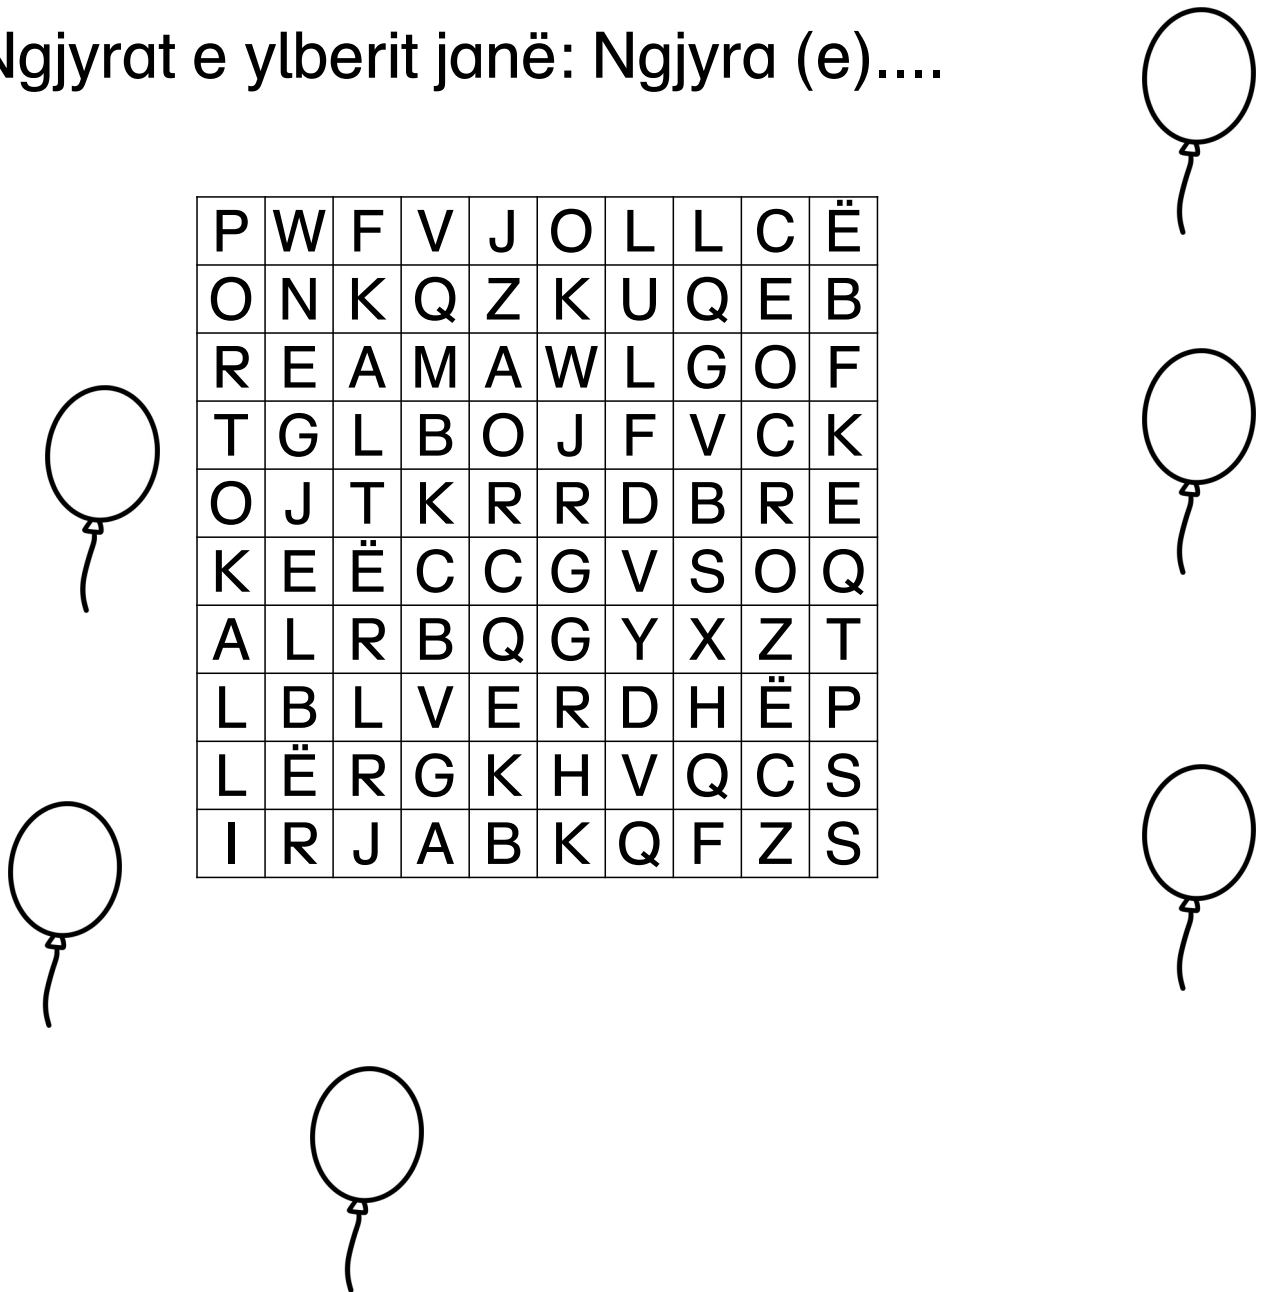 Ngjyrat e ylberit janë: Ngjyra (e)....
P W F V J O L L C Ë
O N K Q Z K U Q E B
R E A M A W L G O F
T G L B O J F V C K
O J T K R R D B R E
K E Ë C C G V S O Q
A L R B Q G Y X Z T
L B L V E R D H Ë P
L Ë R G K H V Q C S
I R J A B K Q F Z S